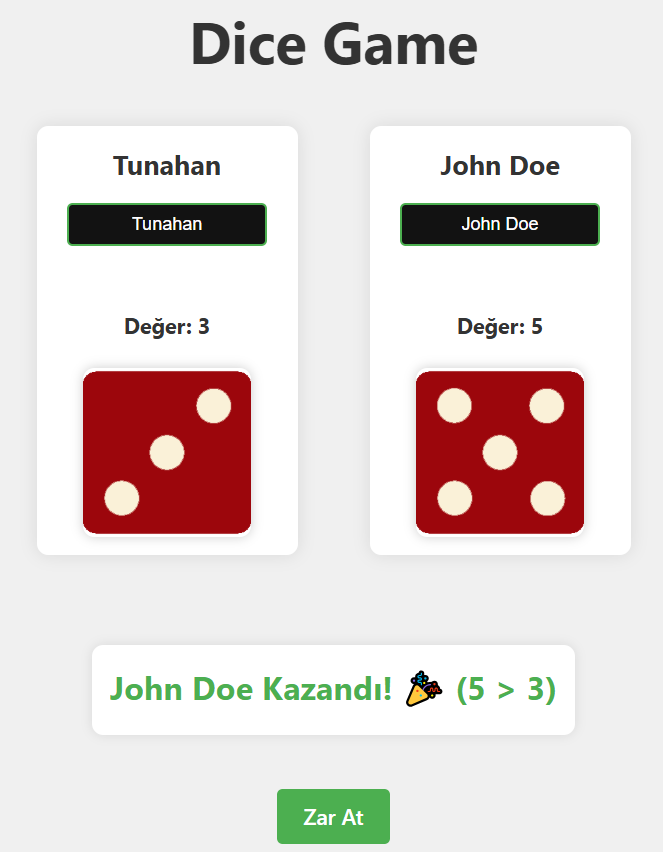 Dice Game
Tunahan
Tunahan
Değer: 3
John Doe
John Doe
Değer: 5
John Doe Kazandı! 🎉 (5 > 3)
Zar At